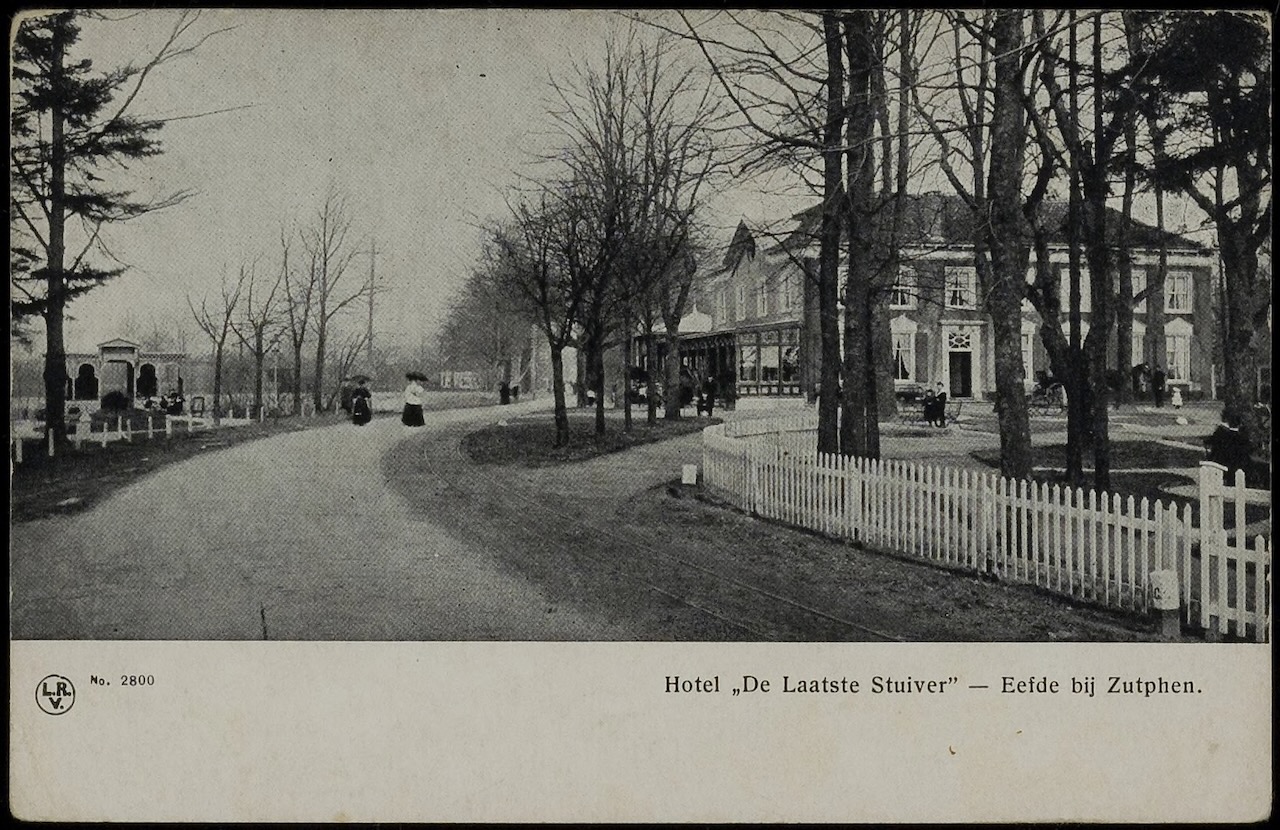 L.R.
V.
No. 2800
Hotel „De Laatste Stuiver” — Eefde bij Zutphen.